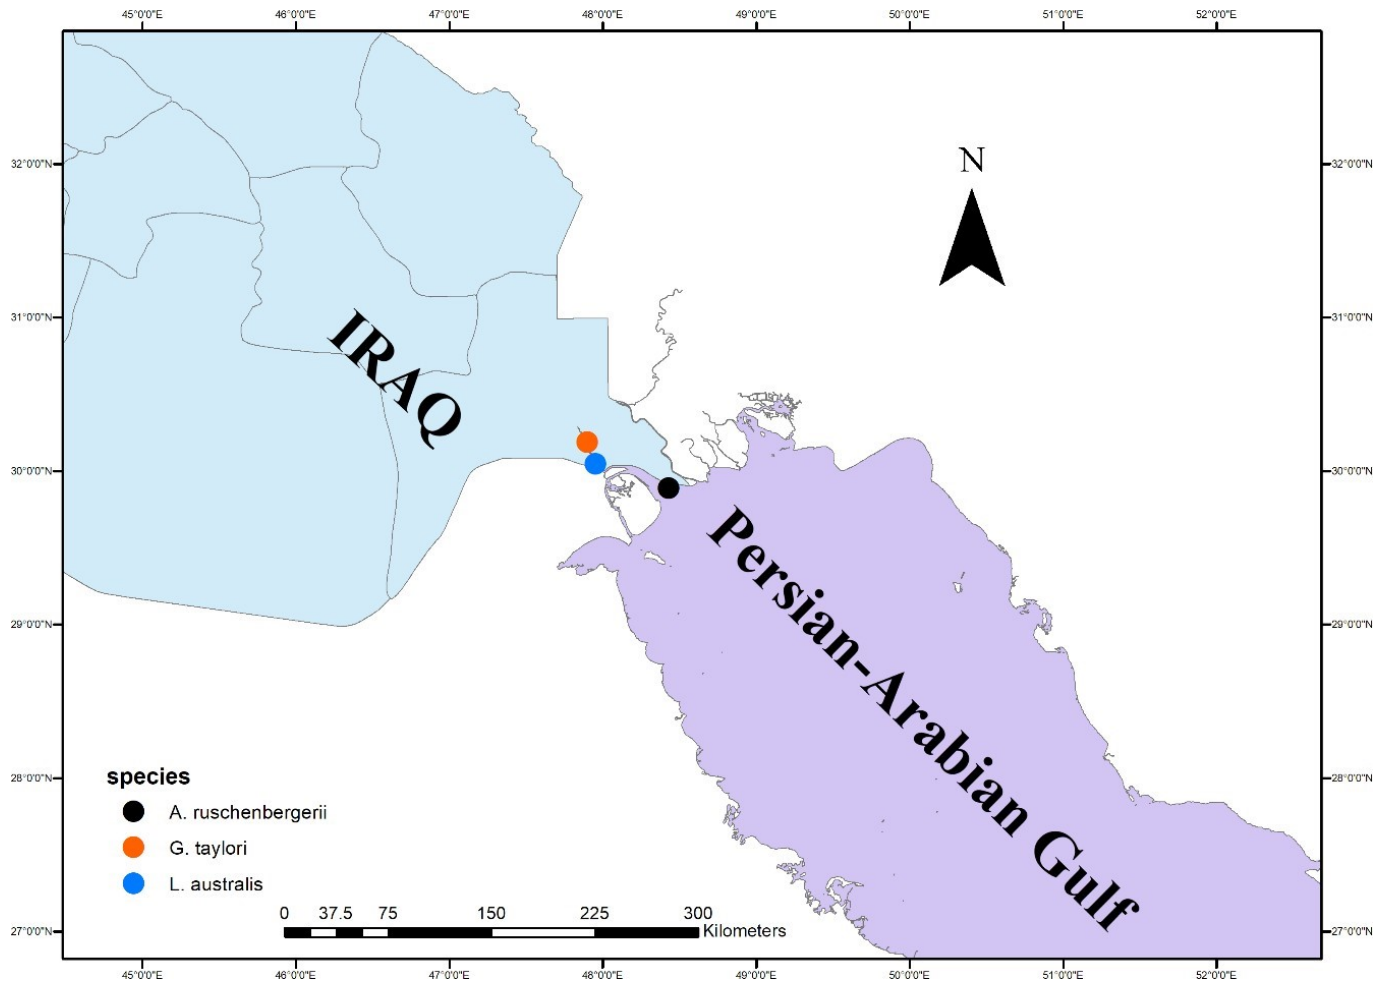 45°0'0"E 46°0'0"E 47°0'0"E 48°0'0"E 49°0'0"E 50°0'0"E 51°0'0"E 52°0'0"E
N
32°0'0"N 32°0'0"N
31°0'0"N 31°0'0"N
IRAQ
30°0'0"N 30°0'0"N
Persian-Arabian Gulf
29°0'0"N 29°0'0"N
28°0'0"N 28°0'0"N
species
A. ruschenbergerii
G. taylori
L. australis
0 37.5 75 150 225 300
Kilometers
27°0'0"N 27°0'0"N
45°0'0"E 46°0'0"E 47°0'0"E 48°0'0"E 49°0'0"E 50°0'0"E 51°0'0"E 52°0'0"E